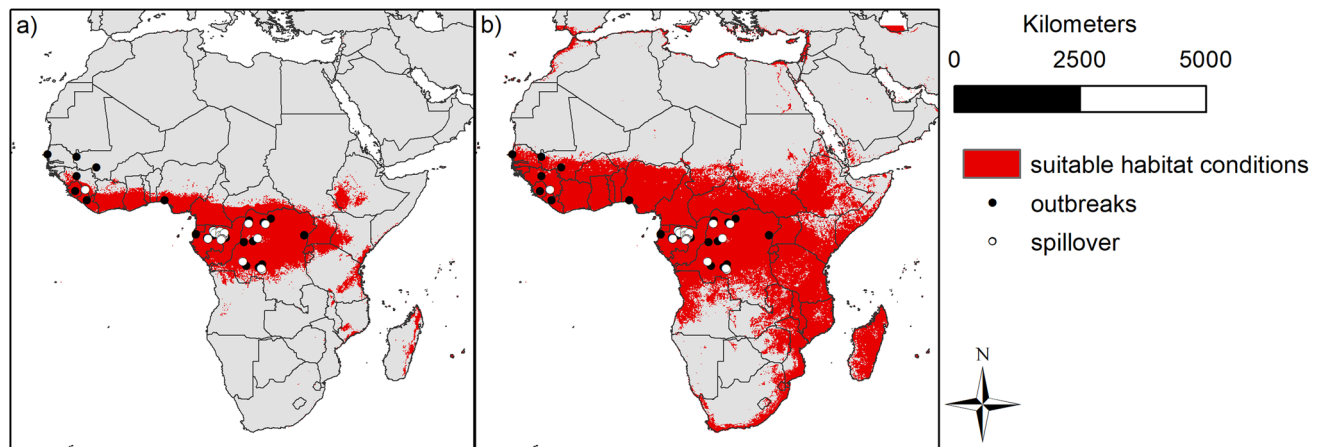 a)
b)
Kilometers
0 2500 5000
suitable habitat conditions
outbreaks
spillover
N